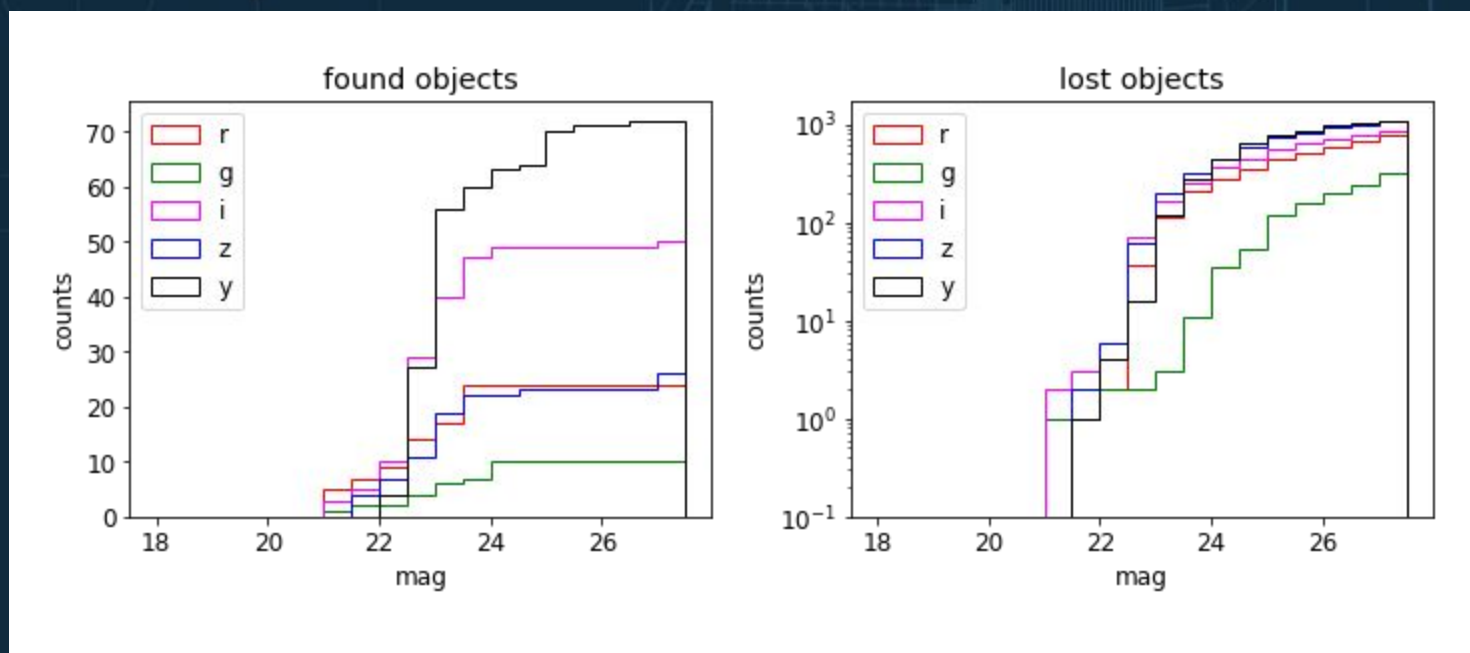 found objects
70
60
50
40
30
20
10
0
r
g
i
z
y
counts
18 20 22 24 26
mag
lost objects
10³
10²
10¹
10⁰
10⁻¹
r
g
i
z
y
counts
18 20 22 24 26
mag